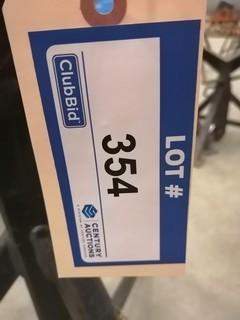 LOT #
354
ClubBid
CENTURY
AUCTIONS